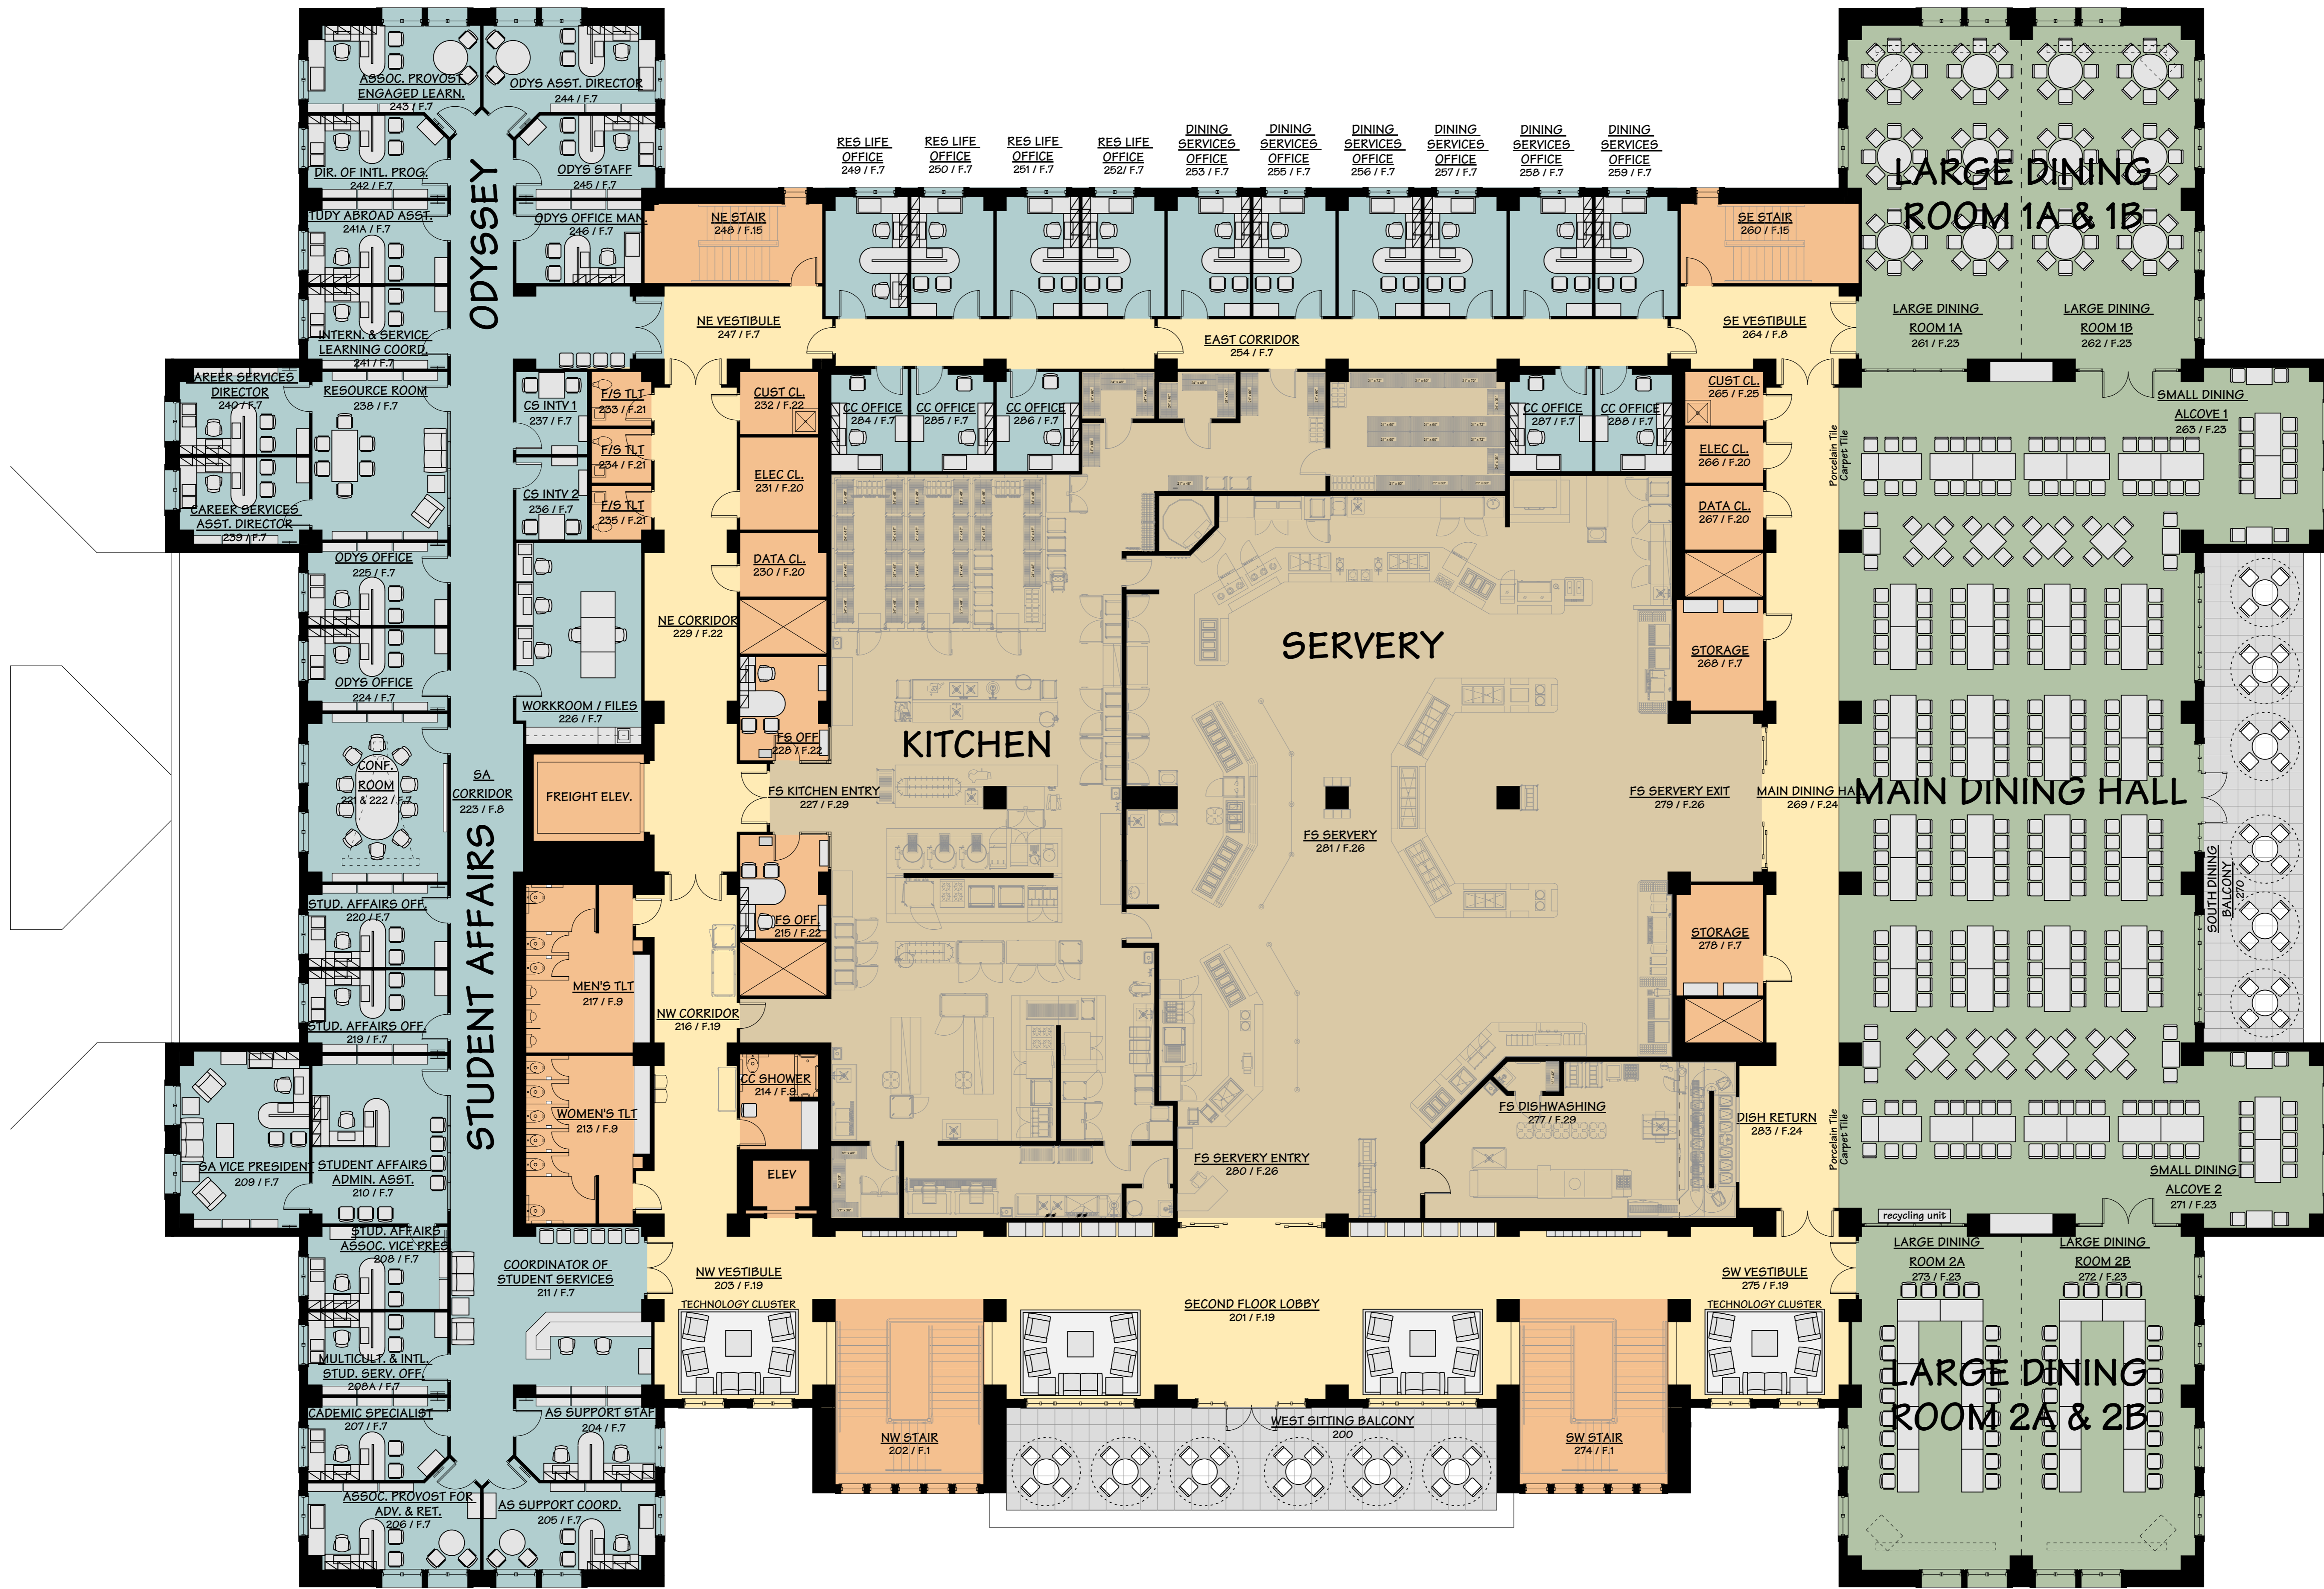 ASSOC. PROVOST
ENGAGED LEARN.
243 / F.7
ODYS ASST. DIRECTOR
244 / F.7
DIR. OF INTL. PROG.
242 / F.7
ODYS STAFF
245 / F.7
TUDY ABROAD ASST.
241A / F.7
ODYS OFFICE MAN.
246 / F.7
INTERN. & SERVICE
LEARNING COORD.
241 / F.7
ODYSSEY
NE STAIR
248 / F.15
RES LIFE
OFFICE
249 / F.7
RES LIFE
OFFICE
250 / F.7
RES LIFE
OFFICE
251 / F.7
RES LIFE
OFFICE
252/ F.7
DINING
SERVICES
OFFICE
253 / F.7
DINING
SERVICES
OFFICE
255 / F.7
DINING
SERVICES
OFFICE
256 / F.7
DINING
SERVICES
OFFICE
257 / F.7
DINING
SERVICES
OFFICE
258 / F.7
DINING
SERVICES
OFFICE
259 / F.7
SE STAIR
260 / F.15
LARGE DINING
ROOM 1A & 1B
LARGE DINING
ROOM 1A
261 / F.23
LARGE DINING
ROOM 1B
262 / F.23
NE VESTIBULE
247 / F.7
EAST CORRIDOR
254 / F.7
SE VESTIBULE
264 / F.8
CAREER SERVICES
DIRECTOR
240 / F.7
RESOURCE ROOM
238 / F.7
CS INTV 1
237 / F.7
F/S TLT
233 / F.21
F/S TLT
234 / F.21
F/S TLT
235 / F.21
CS INTV 2
236 / F.7
CAREER SERVICES
ASST. DIRECTOR
239 / F.7
CUST CL.
232 / F.22
ELEC CL.
231 / F.20
DATA CL.
230 / F.20
CC OFFICE
284 / F.7
CC OFFICE
285 / F.7
CC OFFICE
286 / F.7
CC OFFICE
287 / F.7
CC OFFICE
288 / F.7
CUST CL.
265 / F.25
ELEC CL.
266 / F.20
DATA CL.
267 / F.20
Porcelain Tile
Carpet Tile
SMALL DINING
ALCOVE 1
263 / F.23
ODYS OFFICE
225 / F.7
ODYS OFFICE
224 / F.7
WORKROOM / FILES
226 / F.7
NE CORRIDOR
229 / F.22
FS OFF
228 / F.22
KITCHEN
SERVERY
STORAGE
268 / F.7
CONF.
ROOM
221 & 222 / F.7
SA
CORRIDOR
223 / F.8
FREIGHT ELEV.
FS KITCHEN ENTRY
227 / F.29
FS SERVERY
281 / F.26
FS SERVERY EXIT
279 / F.26
MAIN DINING HALL
269 / F.24
MAIN DINING HALL
SOUTH DINING
BALCONY
270
STUDENT AFFAIRS
STUD. AFFAIRS OFF.
220 / F.7
STUD. AFFAIRS OFF.
219 / F.7
FS OFF.
215 / F.22
STORAGE
278 / F.7
MEN'S TLT
217 / F.9
NW CORRIDOR
216 / F.19
CC SHOWER
214 / F.9
WOMEN'S TLT
213 / F.9
ELEV
FS DISHWASHING
277 / F.29
DISH RETURN
283 / F.24
Porcelain Tile
Carpet Tile
FS SERVERY ENTRY
280 / F.26
SMALL DINING
ALCOVE 2
271 / F.23
SA VICE PRESIDENT
209 / F.7
STUDENT AFFAIRS
ADMIN. ASST.
210 / F.7
STUD. AFFAIRS
ASSOC. VICE PRES
208 / F.7
COORDINATOR OF
STUDENT SERVICES
211 / F.7
NW VESTIBULE
203 / F.19
TECHNOLOGY CLUSTER
SECOND FLOOR LOBBY
201 / F.19
SW VESTIBULE
275 / F.19
TECHNOLOGY CLUSTER
recycling unit
LARGE DINING
ROOM 2A
273 / F.23
LARGE DINING
ROOM 2B
272 / F.23
LARGE DINING
ROOM 2A & 2B
MULTICULT. & INTL.
STUD. SERV. OFF.
208A / F.7
CADEMIC SPECIALIST
207 / F.7
AS SUPPORT STAF
204 / F.7
NW STAIR
202 / F.1
WEST SITTING BALCONY
200
SW STAIR
274 / F.1
ASSOC. PROVOST FOR
ADV. & RET.
206 / F.7
AS SUPPORT COORD.
205 / F.7